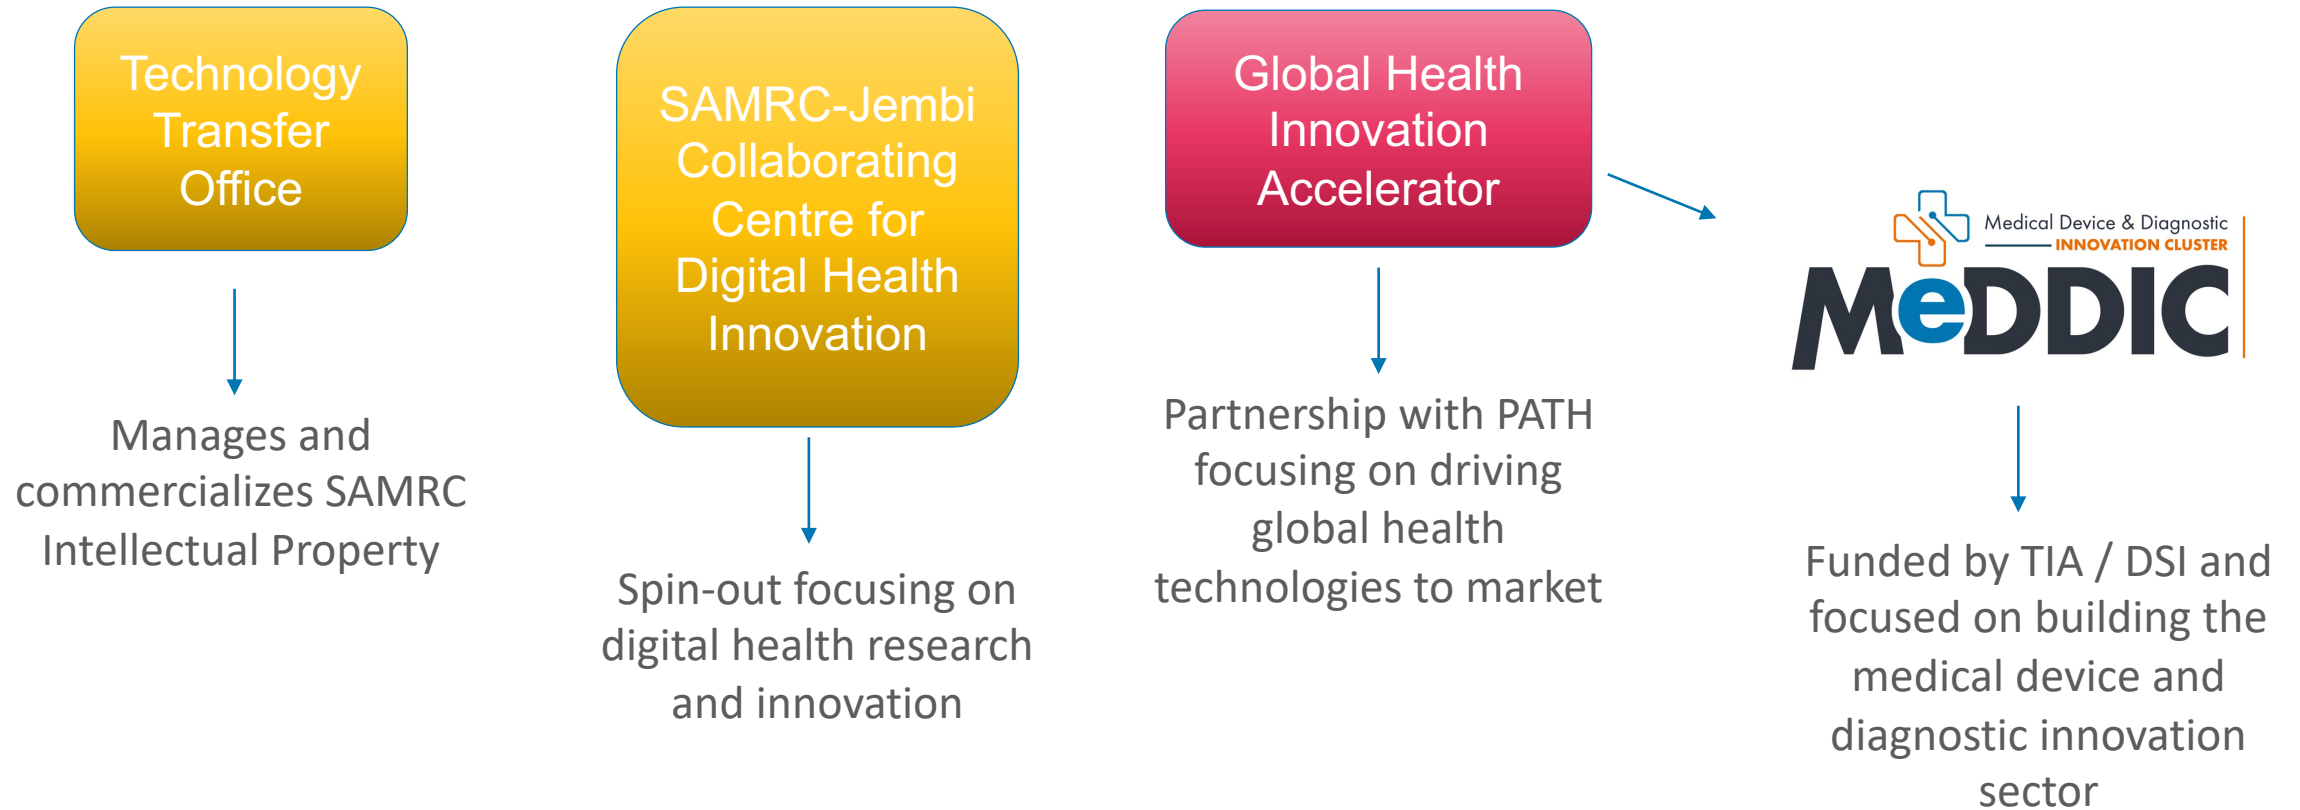 Technology
Transfer
Office
Manages and
commercializes SAMRC
Intellectual Property
SAMRC-Jembi
Collaborating
Centre for
Digital Health
Innovation
Spin-out focusing on
digital health research
and innovation
Global Health
Innovation
Accelerator
Partnership with PATH
focusing on driving
global health
technologies to market
Medical Device & Diagnostic
INNOVATION CLUSTER
MeDDIC
Funded by TIA / DSI and
focused on building the
medical device and
diagnostic innovation
sector